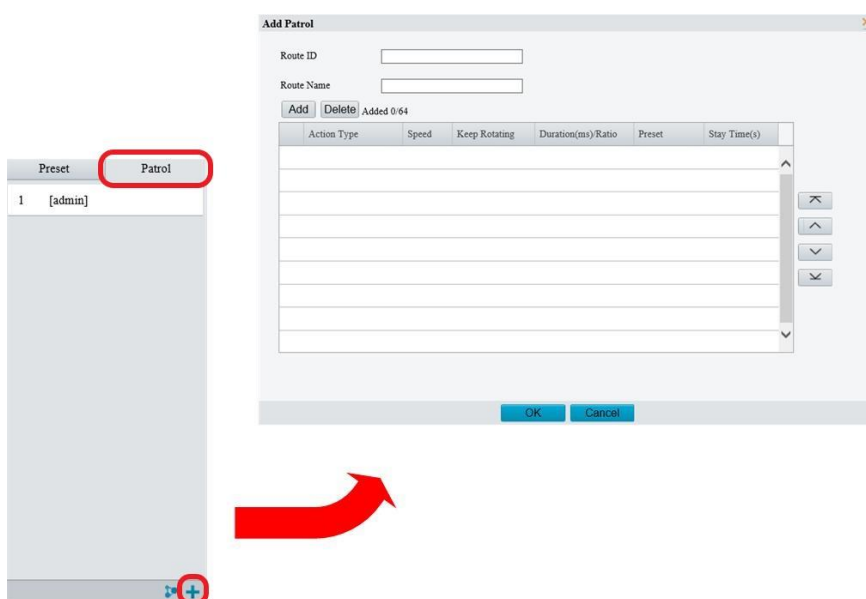 Add Patrol
Route ID
Route Name
Add Delete Added 0/64
Action Type Speed Keep Rotating Duration(ms)/Ratio Preset Stay Time(s)
OK Cancel
Preset Patrol
1 [admin]